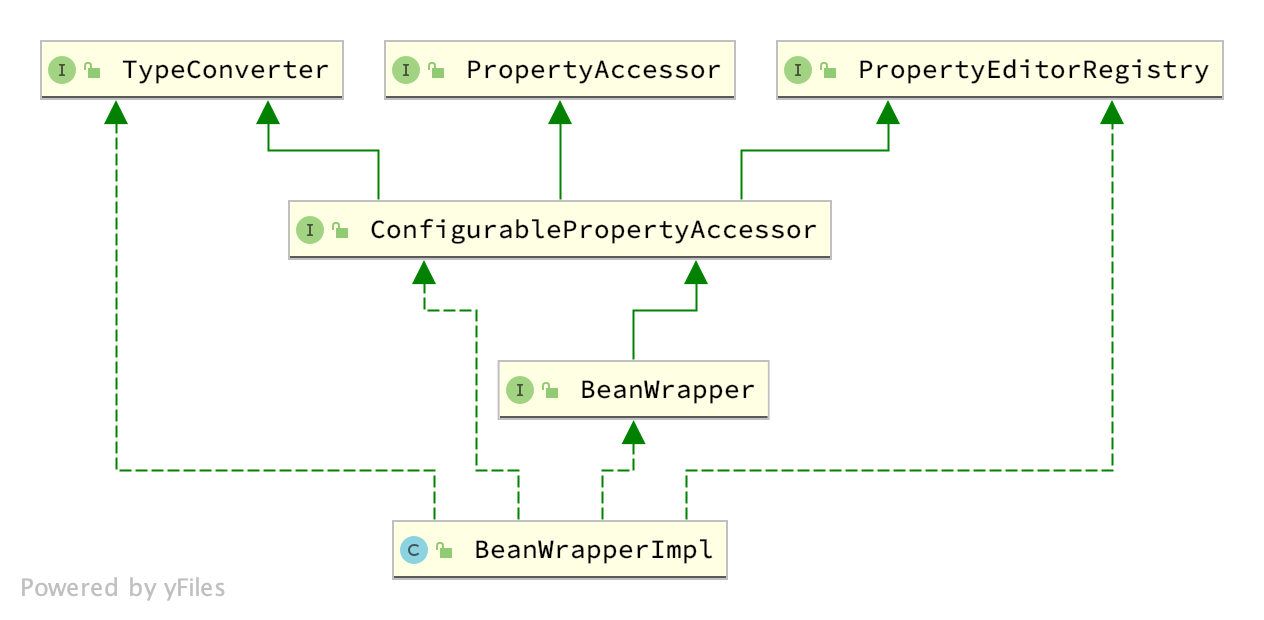 I TypeConverter
I PropertyAccessor
I PropertyEditorRegistry
I ConfigurablePropertyAccessor
I BeanWrapper
C BeanWrapperImpl
Powered by yFiles